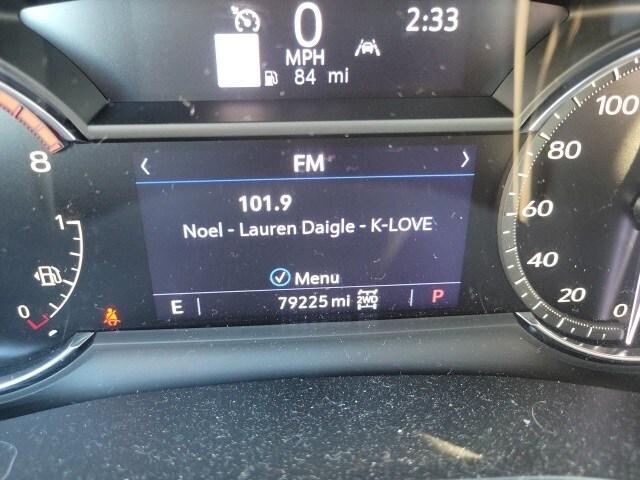 0 2:33
MPH
84 mi
‹ FM ›
101.9
Noel - Lauren Daigle - K-LOVE
Menu
E 79225 mi 2WD P
8
1
0
100
80
60
40
20
0